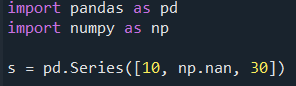 import pandas as pd
import numpy as np
s = pd.Series([10, np.nan, 30])